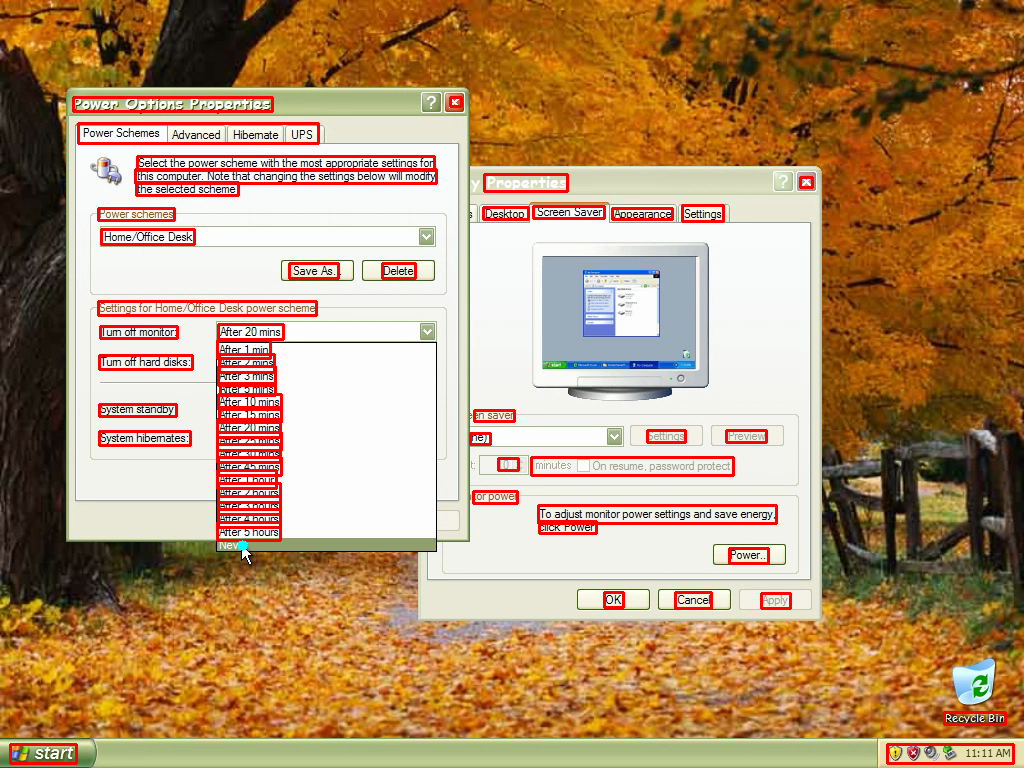 Power Options Properties
Power Schemes Advanced Hibernate UPS
Select the power scheme with the most appropriate settings for
this computer. Note that changing the settings below will modify
the selected scheme.
Power schemes
Home/Office Desk
Save As.. Delete
Settings for Home/Office Desk power scheme
Turn off monitor: After 20 mins
Turn off hard disks:
System standby:
System hibernates:
After 1 min
After 2 mins
After 3 mins
After 5 mins
After 10 mins
After 15 mins
After 20 mins
After 25 mins
After 30 mins
After 45 mins
After 1 hour
After 2 hours
After 3 hours
After 4 hours
After 5 hours
Never
Properties
Desktop Screen Saver Appearance Settings
saver
Settings Preview
minutes On resume, password protect
power
To adjust monitor power settings and save energy,
click Power.
Power..
OK Cancel Apply
Recycle Bin
start 11:11 AM